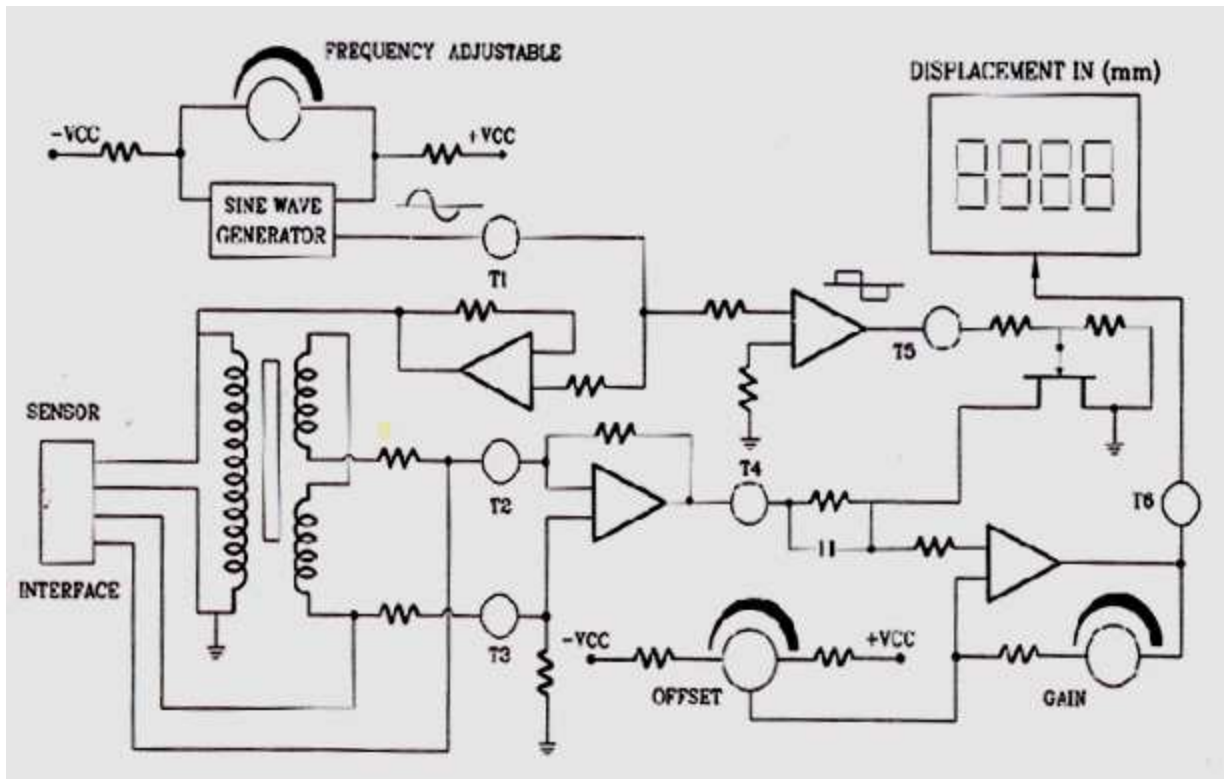 FREQUENCY ADJUSTABLE
DISPLACEMENT IN (mm)
-VCC
+VCC
SINE WAVE
GENERATOR
T1
T5
SENSOR
T4
T2
T6
INTERFACE
T3
-VCC
+VCC
OFFSET
GAIN